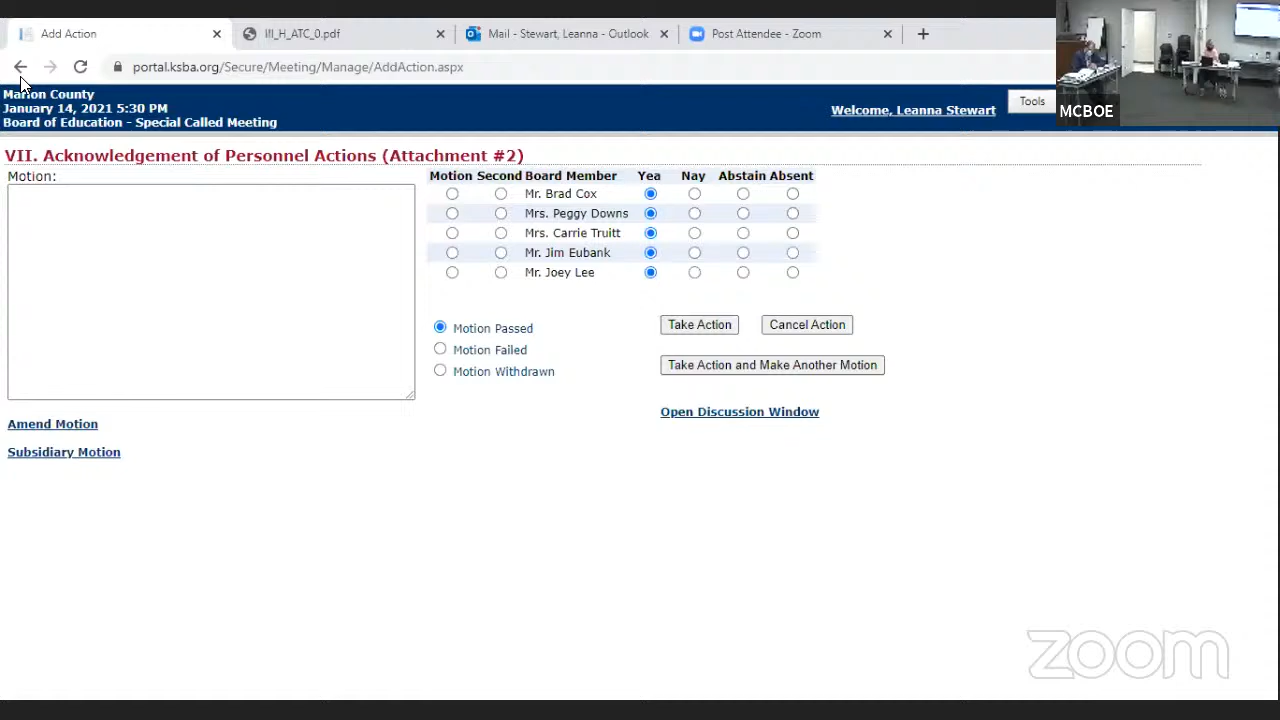 Add Action
III_H_ATC_0.pdf
Mail - Stewart, Leanna - Outlook
Post Attendee - Zoom
portal.ksba.org/Secure/Meeting/Manage/AddAction.aspx
Marion County
January 14, 2021 5:30 PM
Board of Education - Special Called Meeting
Welcome, Leanna Stewart
Tools
MCBOE
VII. Acknowledgement of Personnel Actions (Attachment #2)
Motion:
Motion Second Board Member Yea Nay Abstain Absent
Mr. Brad Cox
Mrs. Peggy Downs
Mrs. Carrie Truitt
Mr. Jim Eubank
Mr. Joey Lee
Motion Passed
Motion Failed
Motion Withdrawn
Take Action Cancel Action
Take Action and Make Another Motion
Open Discussion Window
Amend Motion
Subsidiary Motion
zoom